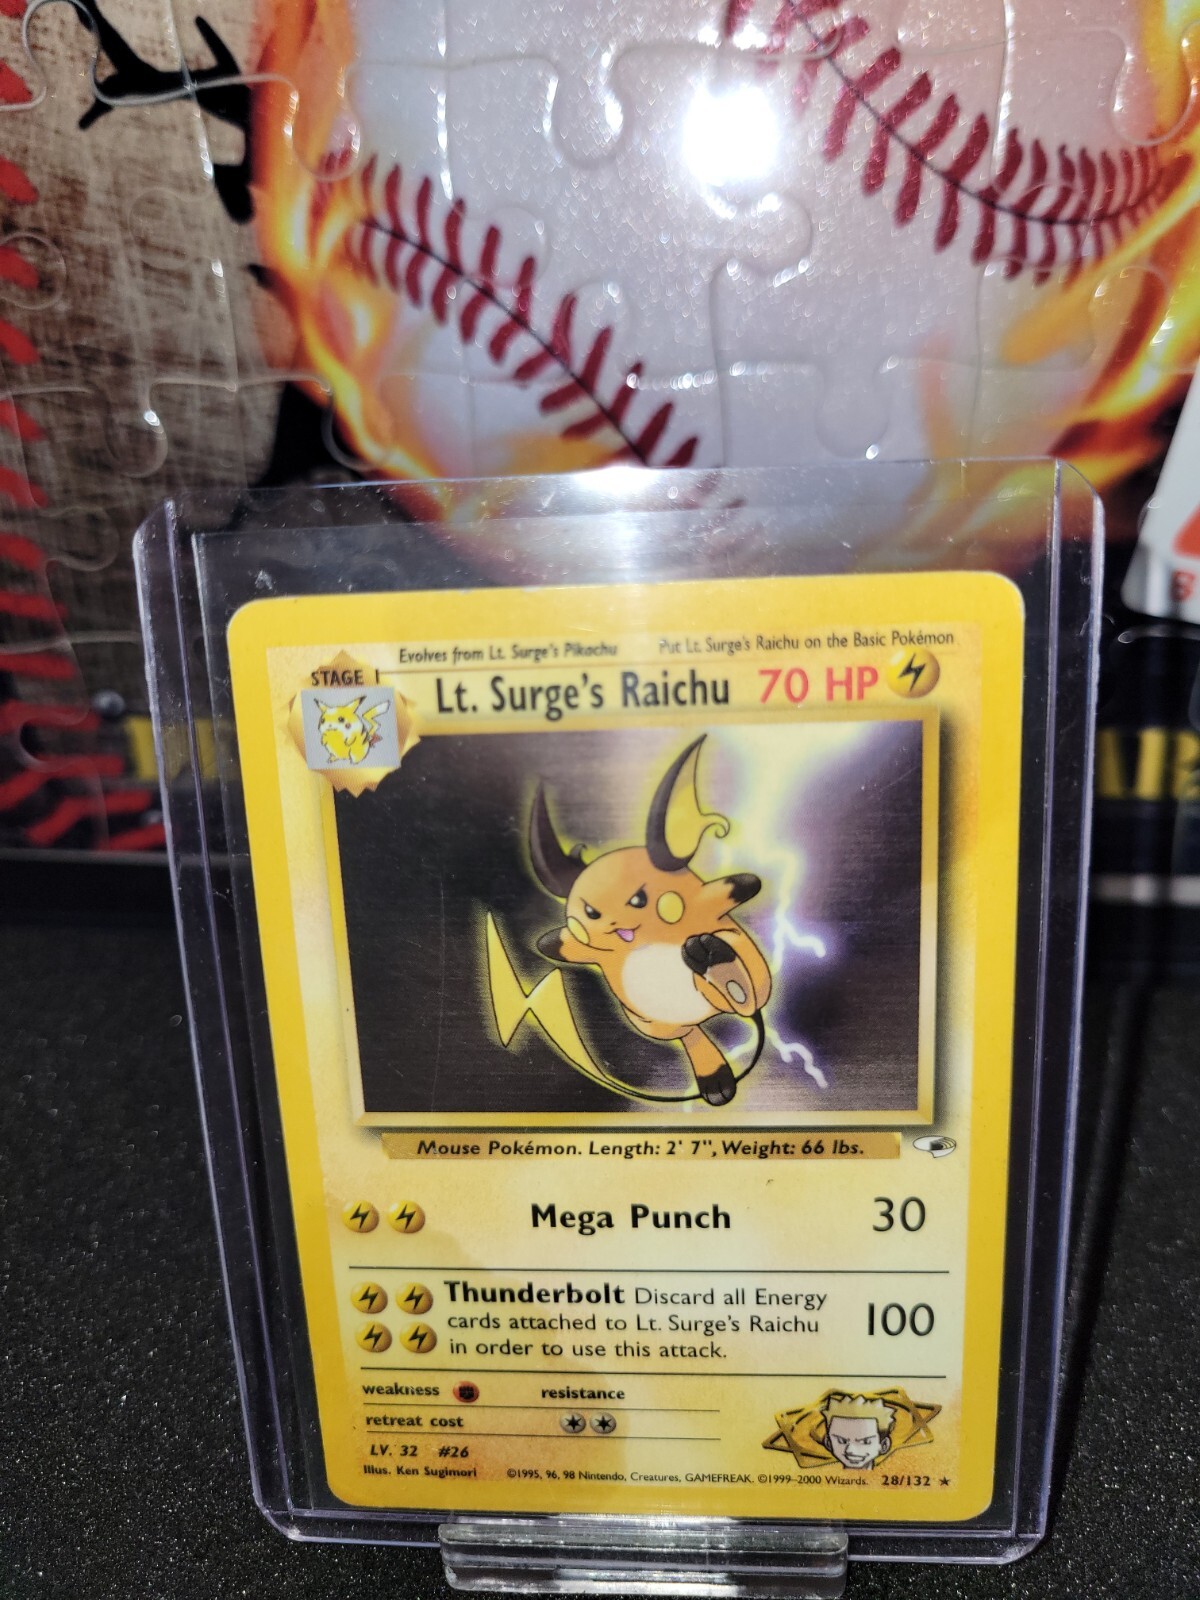 Evolves from Lt. Surge's Pikachu Put Lt. Surge's Raichu on the Basic Pokémon
STAGE 1
Lt. Surge's Raichu 70 HP
Mouse Pokémon. Length: 2' 7", Weight: 66 lbs.
Mega Punch 30
Thunderbolt Discard all Energy
cards attached to Lt. Surge's Raichu
in order to use this attack.
100
weakness resistance
retreat cost
LV. 32 #26
Illus. Ken Sugimori ©1995, 96, 98 Nintendo, Creatures, GAMEFREAK. ©1999-2000 Wizards. 28/132 ★